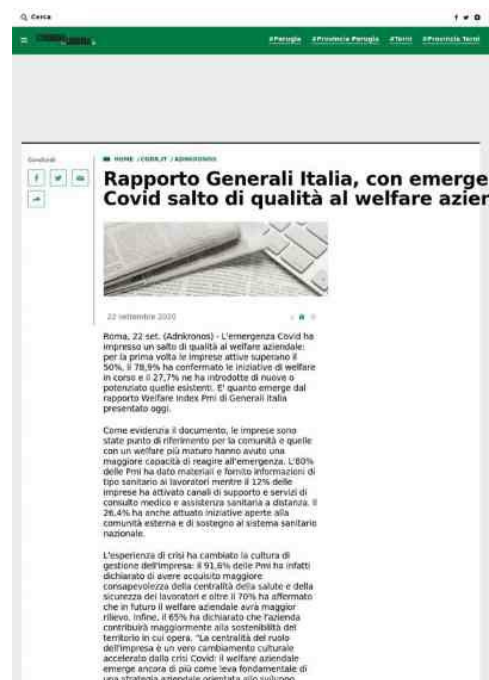 Cerca
#Perugia #Provincia Perugia #Terni #Provincia Terni
Condividi
HOME / CORR.IT / ADNKRONOS
Rapporto Generali Italia, con emerge
Covid salto di qualità al welfare azien
22 settembre 2020
Roma, 22 set. (Adnkronos) - L'emergenza Covid ha
impresso un salto di qualità al welfare aziendale:
per la prima volta le imprese attive superano il
50%, il 78,9% ha confermato le iniziative di welfare
in corso e il 27,7% ne ha introdotte di nuove o
potenziato quelle esistenti. E' quanto emerge dal
rapporto Welfare Index Pmi di Generali Italia
presentato oggi.
Come evidenzia il documento, le imprese sono
state punto di riferimento per la comunità e quelle
con un welfare più maturo hanno avuto una
maggiore capacità di reagire all'emergenza. L'80%
delle Pmi ha dato materiali e fornito informazioni di
tipo sanitario ai lavoratori mentre il 12% delle
imprese ha attivato canali di supporto e servizi di
consulto medico e assistenza sanitaria a distanza. Il
26,4% ha anche attuato iniziative aperte alla
comunità esterna e di sostegno al sistema sanitario
nazionale.
L'esperienza di crisi ha cambiato la cultura di
gestione dell'impresa: il 91,6% delle Pmi ha infatti
dichiarato di avere acquisito maggiore
consapevolezza della centralità della salute e della
sicurezza dei lavoratori e oltre il 70% ha affermato
che in futuro il welfare aziendale avrà maggior
rilievo. Infine, il 65% ha dichiarato che l'azienda
contribuirà maggiormente alla sostenibilità del
territorio in cui opera. "La centralità del ruolo
dell'impresa è un vero cambiamento culturale
accelerato dalla crisi Covid: il welfare aziendale
emerge ancora di più come leva fondamentale di
una strategia aziendale orientata allo sviluppo